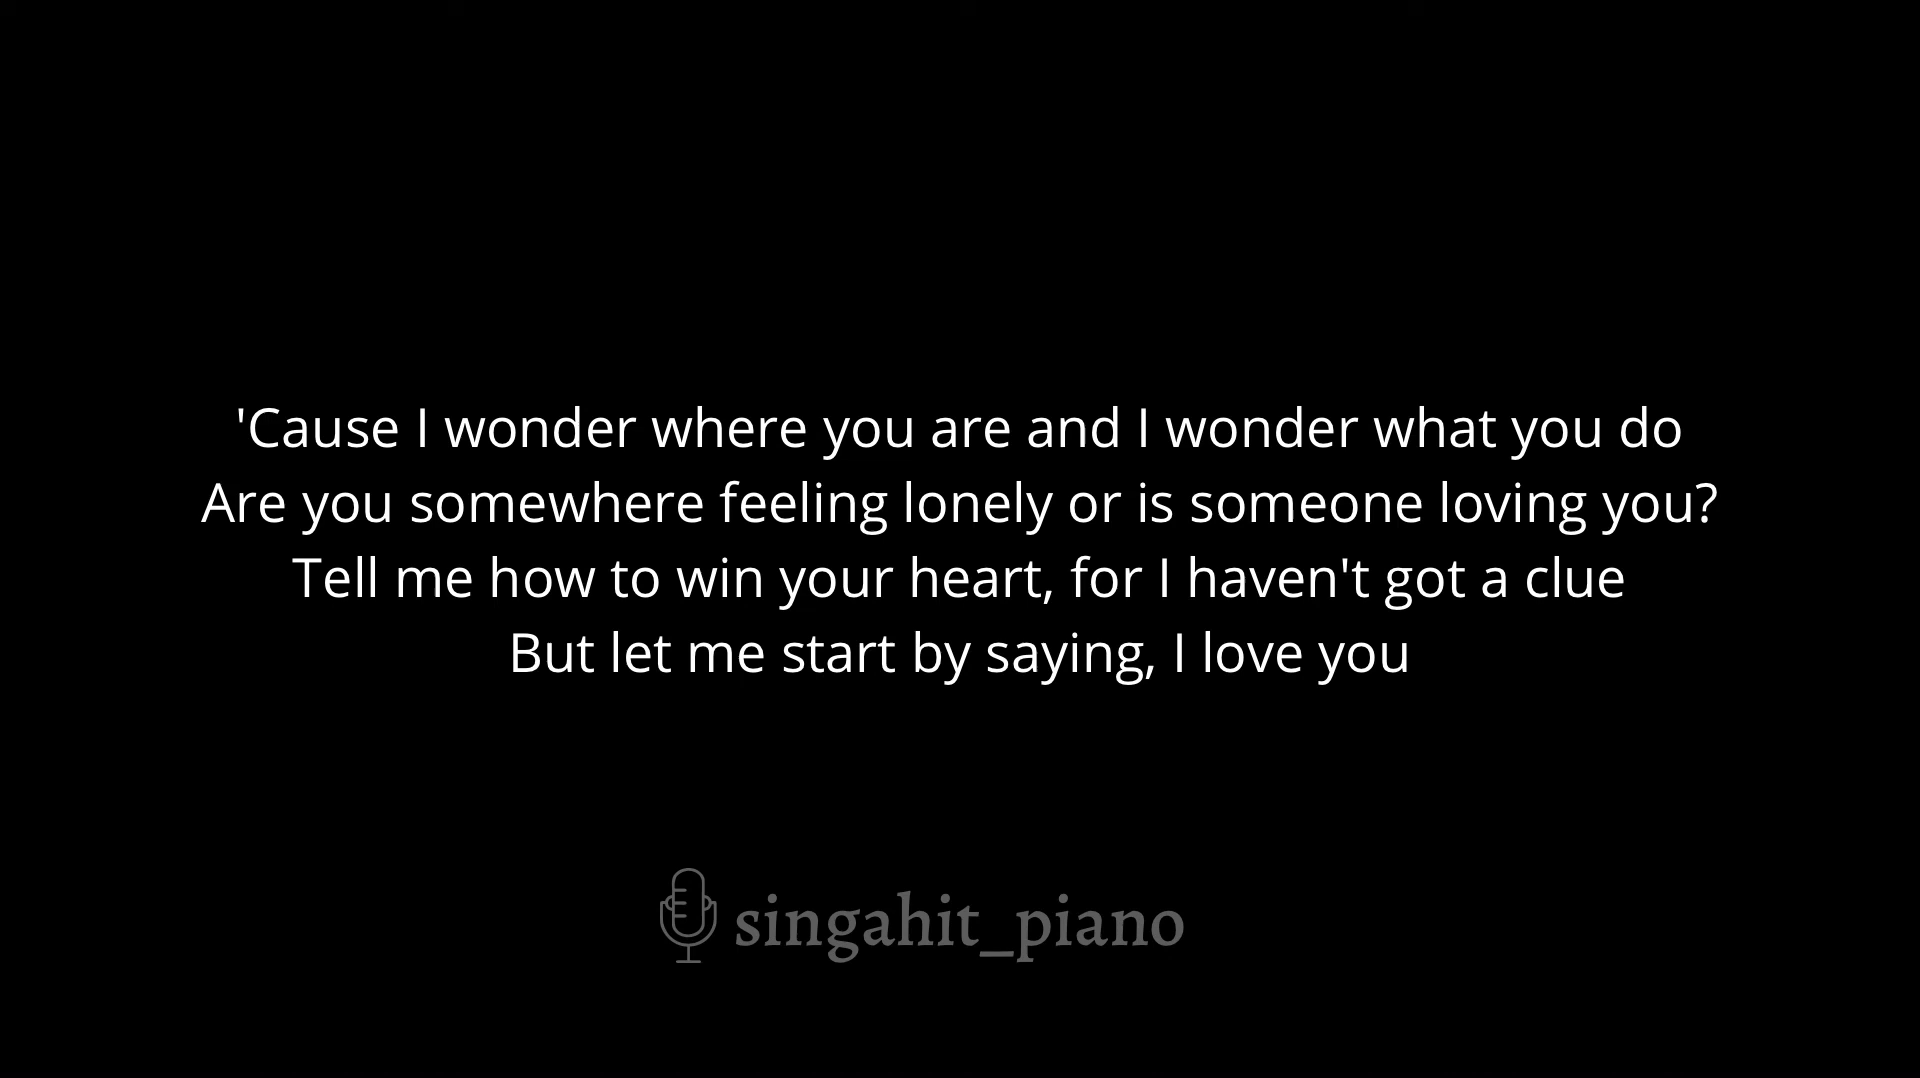 'Cause I wonder where you are and I wonder what you do
Are you somewhere feeling lonely or is someone loving you?
Tell me how to win your heart, for I haven't got a clue
But let me start by saying, I love you
singahit_piano